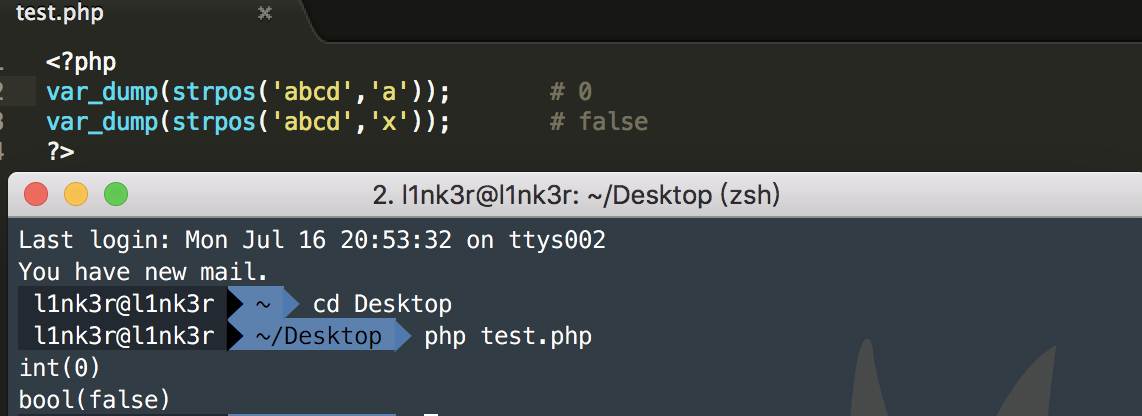 test.php ×
<?php
2 var_dump(strpos('abcd','a')); # 0
3 var_dump(strpos('abcd','x')); # false
?>
2. l1nk3r@l1nk3r: ~/Desktop (zsh)
Last login: Mon Jul 16 20:53:32 on ttys002
You have new mail.
l1nk3r@l1nk3r ~ cd Desktop
l1nk3r@l1nk3r ~/Desktop php test.php
int(0)
bool(false)